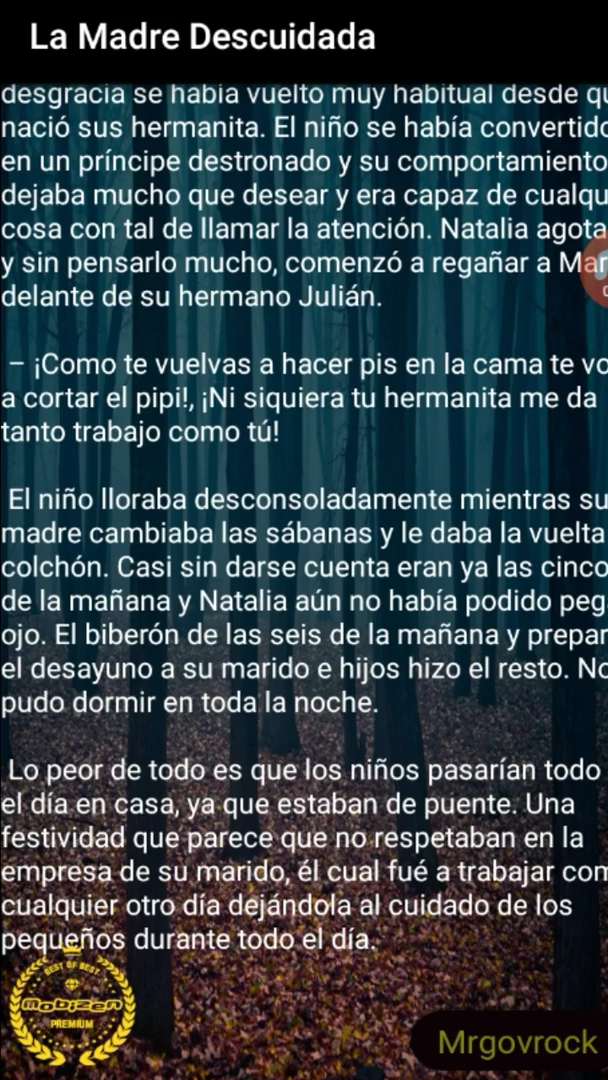 La Madre Descuidada
desgracia se había vuelto muy habitual desde qu
nació sus hermanita. El niño se había convertido
en un príncipe destronado y su comportamiento
dejaba mucho que desear y era capaz de cualqu
cosa con tal de llamar la atención. Natalia agota
y sin pensarlo mucho, comenzó a regañar a Mar
delante de su hermano Julián.
– ¡Como te vuelvas a hacer pis en la cama te vo
a cortar el pipi!, ¡Ni siquiera tu hermanita me da
tanto trabajo como tú!
El niño lloraba desconsoladamente mientras su
madre cambiaba las sábanas y le daba la vuelta
colchón. Casi sin darse cuenta eran ya las cinco
de la mañana y Natalia aún no había podido peg
ojo. El biberón de las seis de la mañana y prepar
el desayuno a su marido e hijos hizo el resto. No
pudo dormir en toda la noche.
Lo peor de todo es que los niños pasarían todo
el día en casa, ya que estaban de puente. Una
festividad que parece que no respetaban en la
empresa de su marido, él cual fué a trabajar com
cualquier otro día dejándola al cuidado de los
pequeños durante todo el día.
BEST OF BEST
Mobizen
PREMIUM
Mrgovrock